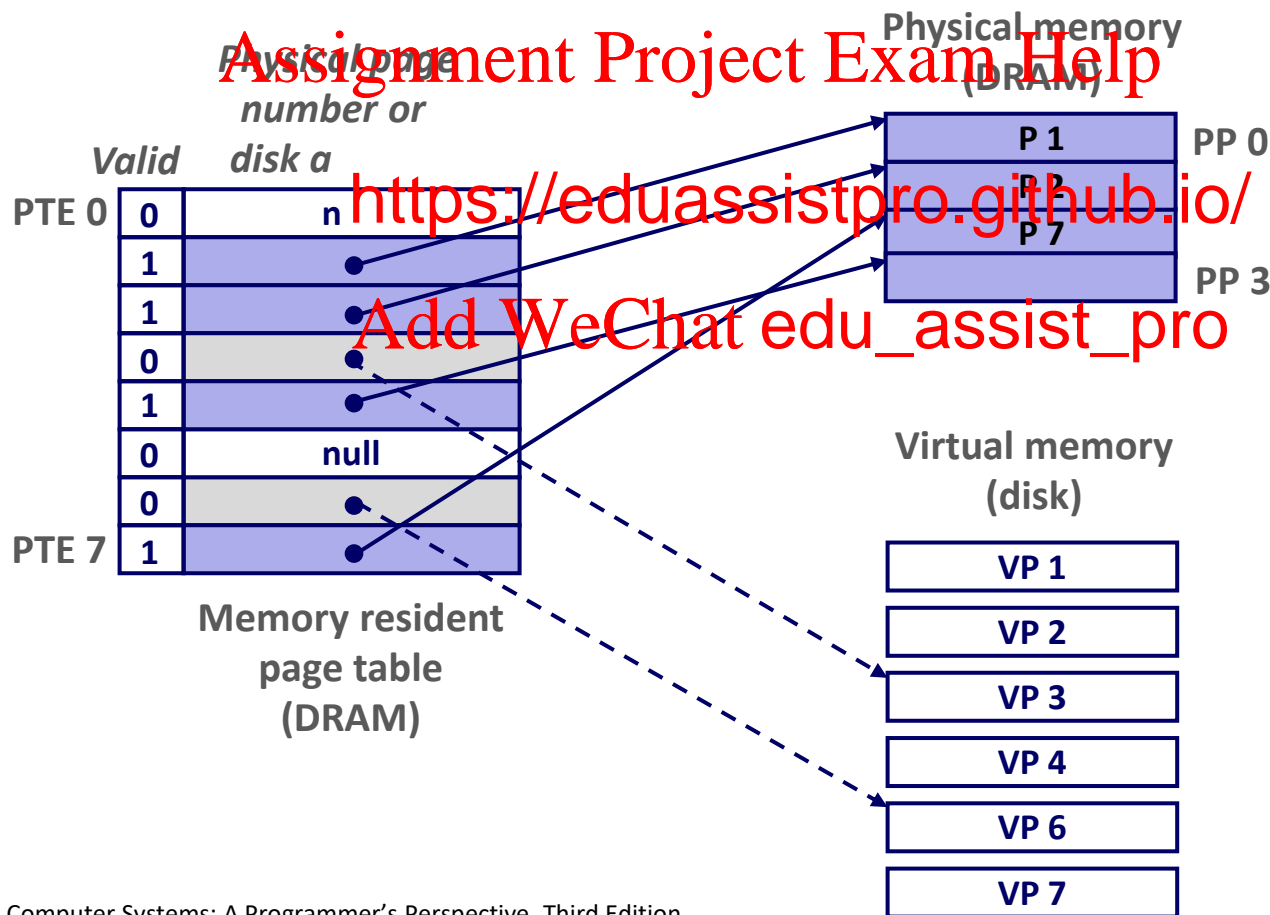 Assignment Project Exam Help
Physical page
number or
disk a
Valid
Physical memory
(DRAM)
P 1
PP 0
https://eduassistpro.github.io/
P 2
P 7
PP 3
PTE 0
0
n
1
1
0
1
0
null
0
PTE 7
1
Add WeChat edu_assist_pro
Memory resident
page table
(DRAM)
Virtual memory
(disk)
VP 1
VP 2
VP 3
VP 4
VP 6
VP 7
Computer Systems: A Programmer's Perspective, Third Edition